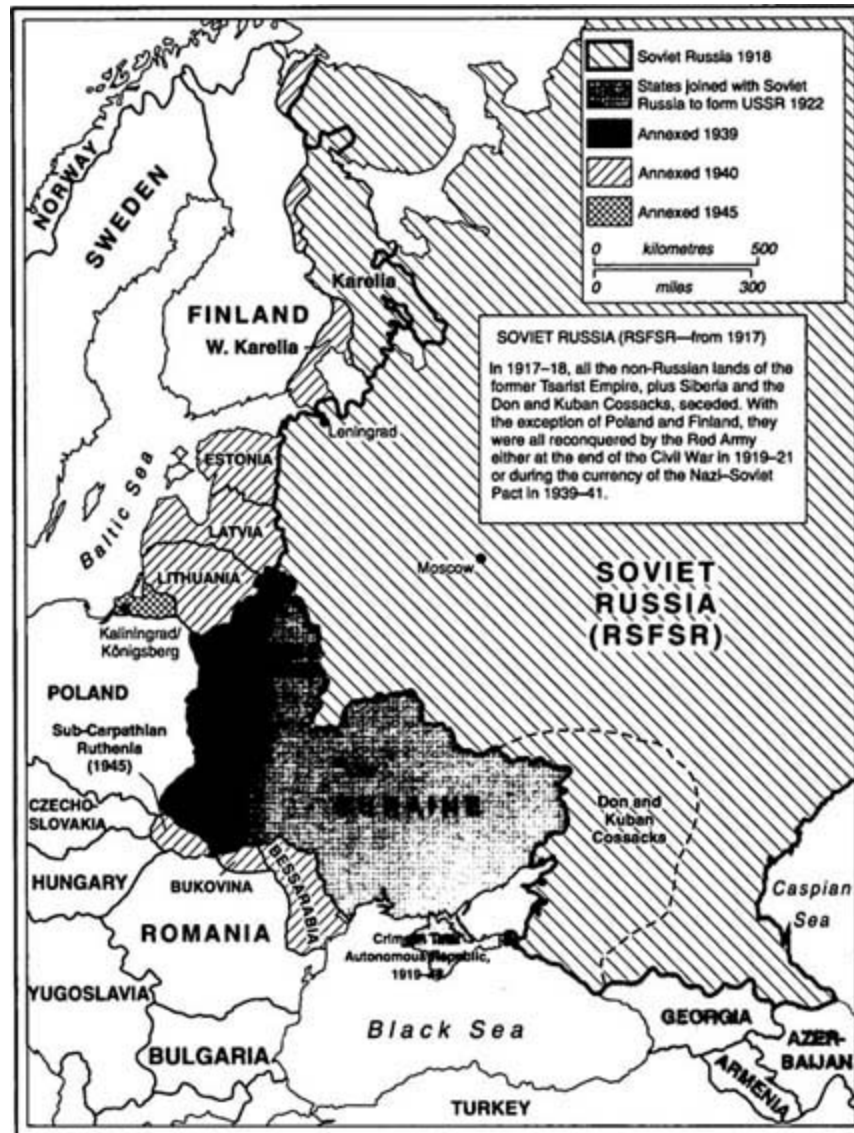 Soviet Russia 1918
States joined with Soviet
Russia to form USSR 1922
Annexed 1939
Annexed 1940
Annexed 1945
0 kilometres 500
0 miles 300
SOVIET RUSSIA (RSFSR—from 1917)
In 1917–18, all the non-Russian lands of the
former Tsarist Empire, plus Siberia and the
Don and Kuban Cossacks, seceded. With
the exception of Poland and Finland, they
were all reconquered by the Red Army
either at the end of the Civil War in 1919–21
or during the currency of the Nazi–Soviet
Pact in 1939–41.
NORWAY
SWEDEN
FINLAND
Karelia
W. Karelia
Leningrad
Baltic Sea
ESTONIA
LATVIA
LITHUANIA
Moscow
SOVIET
RUSSIA
(RSFSR)
Kaliningrad/
Königsberg
POLAND
Sub-Carpathian
Ruthenia
(1945)
CZECHO-
SLOVAKIA
UKRAINE
Don and
Kuban
Cossacks
HUNGARY
BUKOVINA
BESSARABIA
Caspian
Sea
ROMANIA
Crimean Tatar
Autonomous Republic,
YUGOSLAVIA
Black Sea
GEORGIA
BULGARIA
AZER-
BAIJAN
ARMENIA
TURKEY